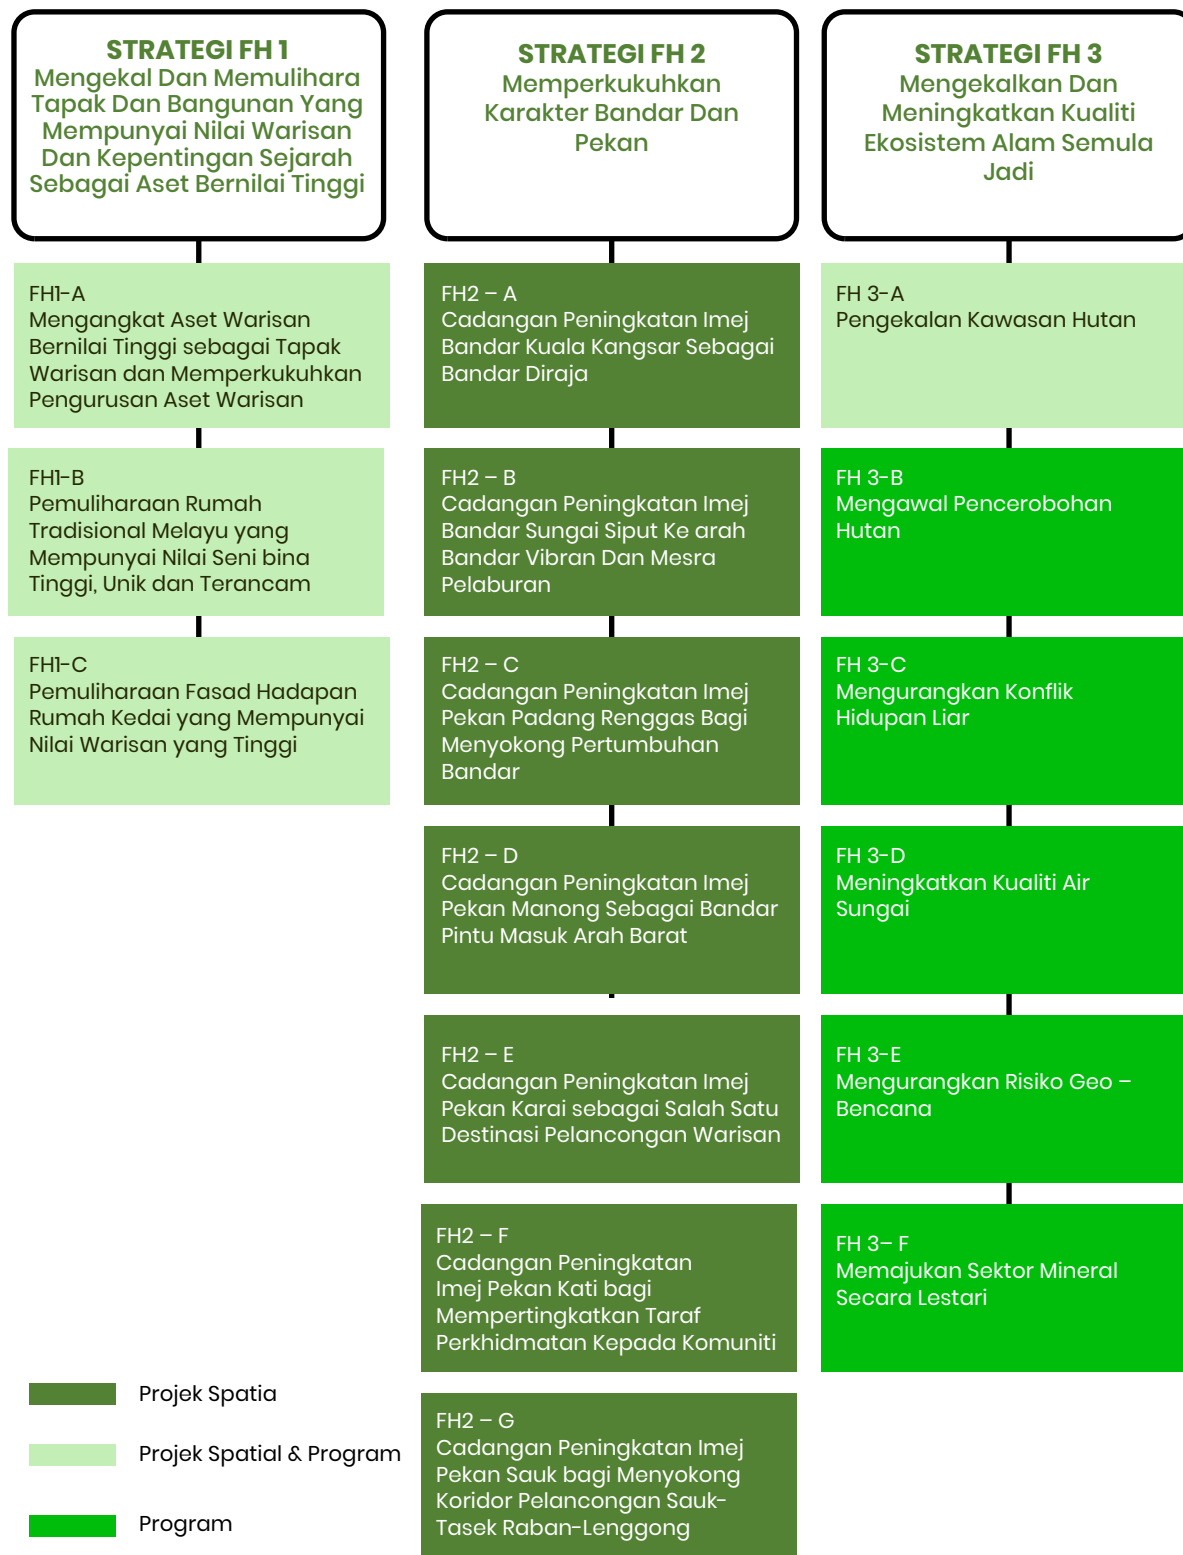 STRATEGI FH 1
Mengekal Dan Memulihara
Tapak Dan Bangunan Yang
Mempunyai Nilai Warisan
Dan Kepentingan Sejarah
Sebagai Aset Bernilai Tinggi
FH1-A
Mengangkat Aset Warisan
Bernilai Tinggi sebagai Tapak
Warisan dan Memperkukuhkan
Pengurusan Aset Warisan
FH1-B
Pemuliharaan Rumah
Tradisional Melayu yang
Mempunyai Nilai Seni bina
Tinggi, Unik dan Terancam
FH1-C
Pemuliharaan Fasad Hadapan
Rumah Kedai yang Mempunyai
Nilai Warisan yang Tinggi
STRATEGI FH 2
Memperkukuhkan
Karakter Bandar Dan
Pekan
FH2 – A
Cadangan Peningkatan Imej
Bandar Kuala Kangsar Sebagai
Bandar Diraja
FH2 – B
Cadangan Peningkatan Imej
Bandar Sungai Siput Ke arah
Bandar Vibran Dan Mesra
Pelaburan
FH2 – C
Cadangan Peningkatan Imej
Pekan Padang Renggas Bagi
Menyokong Pertumbuhan
Bandar
FH2 – D
Cadangan Peningkatan Imej
Pekan Manong Sebagai Bandar
Pintu Masuk Arah Barat
FH2 – E
Cadangan Peningkatan Imej
Pekan Karai sebagai Salah Satu
Destinasi Pelancongan Warisan
FH2 – F
Cadangan Peningkatan
Imej Pekan Kati bagi
Mempertingkatkan Taraf
Perkhidmatan Kepada Komuniti
FH2 – G
Cadangan Peningkatan Imej
Pekan Sauk bagi Menyokong
Koridor Pelancongan Sauk-
Tasek Raban-Lenggong
STRATEGI FH 3
Mengekalkan Dan
Meningkatkan Kualiti
Ekosistem Alam Semula
Jadi
FH 3-A
Pengekalan Kawasan Hutan
FH 3-B
Mengawal Pencerobohan
Hutan
FH 3-C
Mengurangkan Konflik
Hidupan Liar
FH 3-D
Meningkatkan Kualiti Air
Sungai
FH 3-E
Mengurangkan Risiko Geo –
Bencana
FH 3– F
Memajukan Sektor Mineral
Secara Lestari
Projek Spatia
Projek Spatial & Program
Program